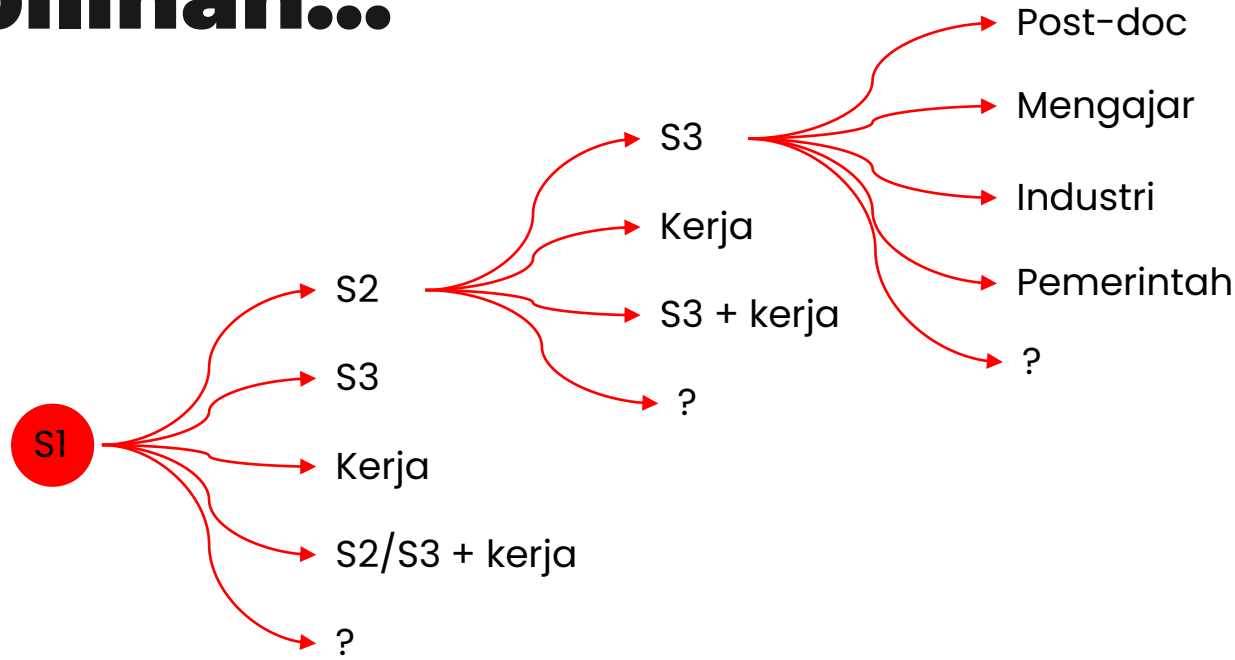 S1
S2
S3
Kerja
S2/S3 + kerja
?
S3
Kerja
S3 + kerja
?
Post-doc
Mengajar
Industri
Pemerintah
?